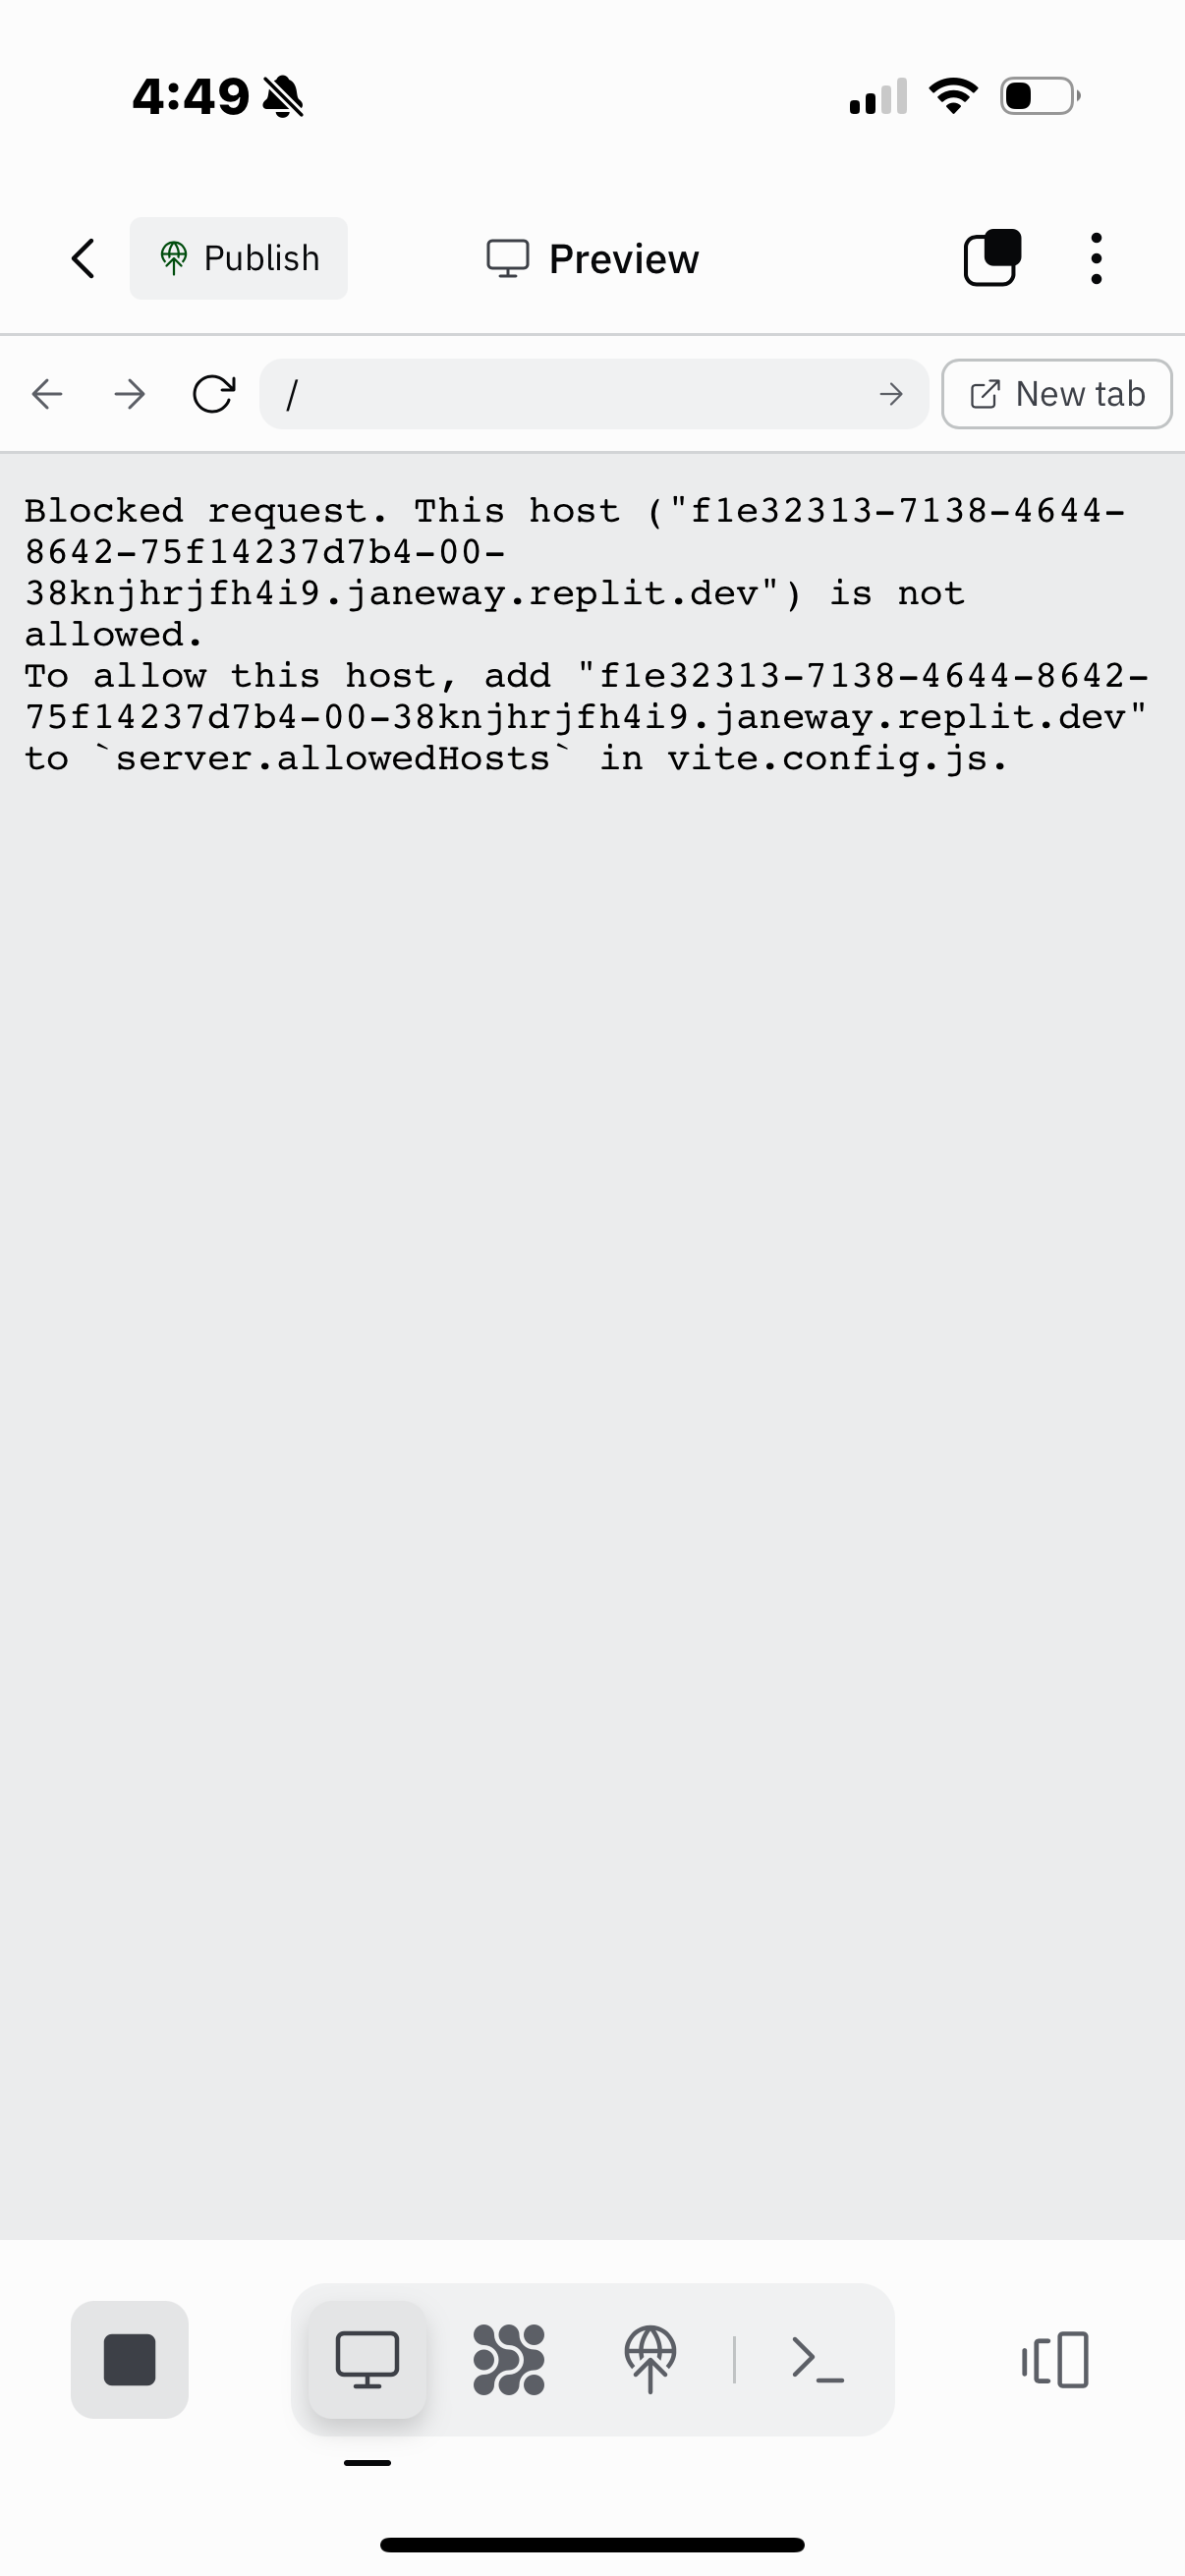 4:49
Publish
Preview
/
New tab
Blocked request. This host ("f1e32313-7138-4644-
8642-75f14237d7b4-00-
38knjhrjfh4i9.janeway.replit.dev") is not
allowed.
To allow this host, add "f1e32313-7138-4644-8642-
75f14237d7b4-00-38knjhrjfh4i9.janeway.replit.dev"
to `server.allowedHosts` in vite.config.js.